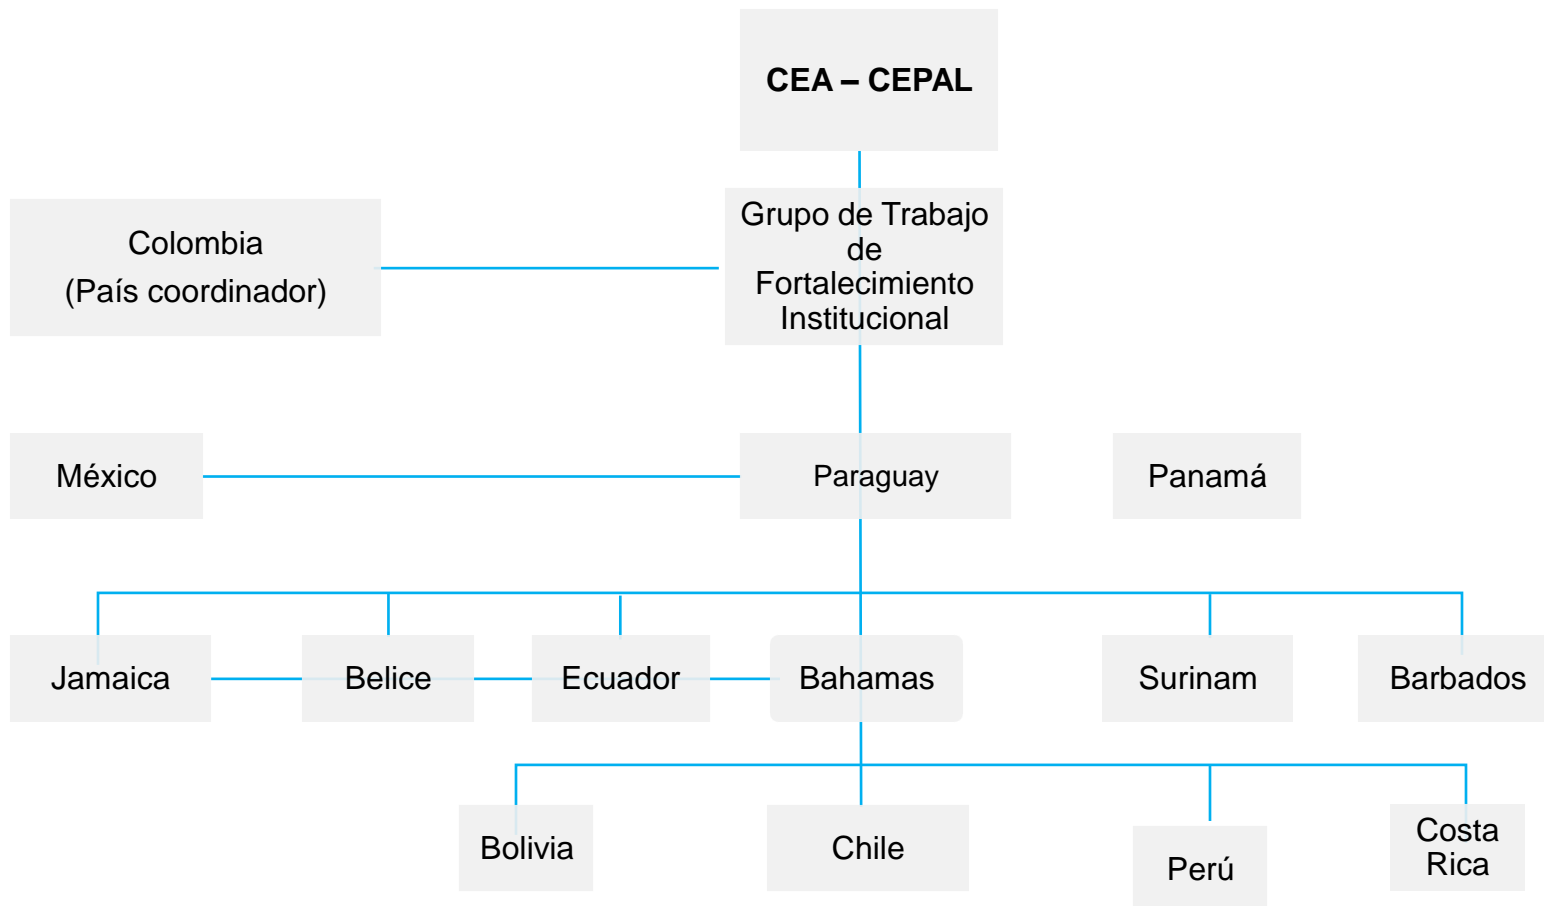 CEA – CEPAL
Colombia
(País coordinador)
Grupo de Trabajo
de
Fortalecimiento
Institucional
México
Paraguay
Panamá
Jamaica
Belice
Ecuador
Bahamas
Surinam
Barbados
Bolivia
Chile
Perú
Costa
Rica